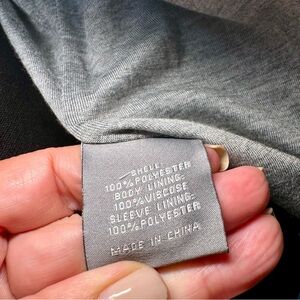 SHELL:
100%POLYESTER
BODY LINING:
100%VISCOSE
SLEEVE LINING:
100%POLYESTER
MADE IN CHINA